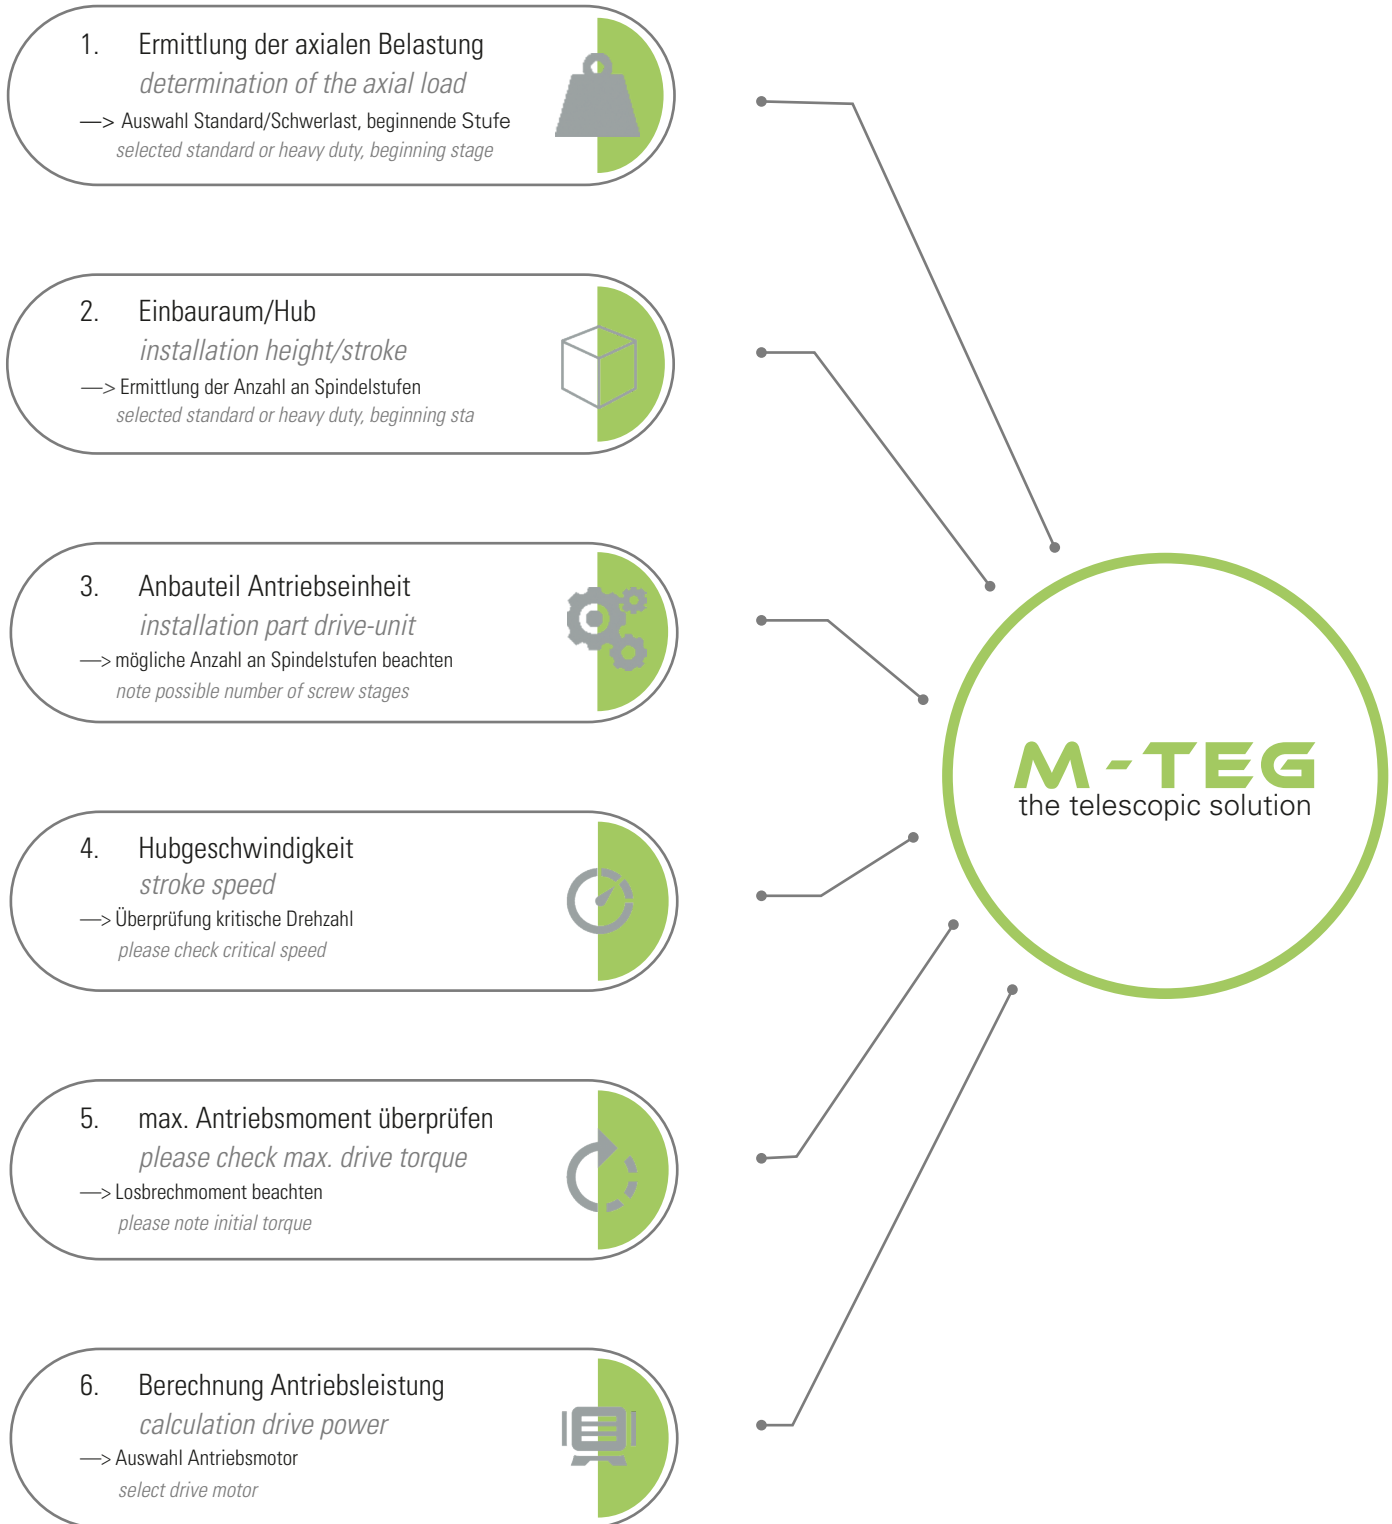 1. Ermittlung der axialen Belastung
determination of the axial load
—> Auswahl Standard/Schwerlast, beginnende Stufe
selected standard or heavy duty, beginning stage
2. Einbauraum/Hub
installation height/stroke
—> Ermittlung der Anzahl an Spindelstufen
selected standard or heavy duty, beginning sta
3. Anbauteil Antriebseinheit
installation part drive-unit
—> mögliche Anzahl an Spindelstufen beachten
note possible number of screw stages
4. Hubgeschwindigkeit
stroke speed
—> Überprüfung kritische Drehzahl
please check critical speed
5. max. Antriebsmoment überprüfen
please check max. drive torque
—> Losbrechmoment beachten
please note initial torque
6. Berechnung Antriebsleistung
calculation drive power
—> Auswahl Antriebsmotor
select drive motor
M-TEG
the telescopic solution